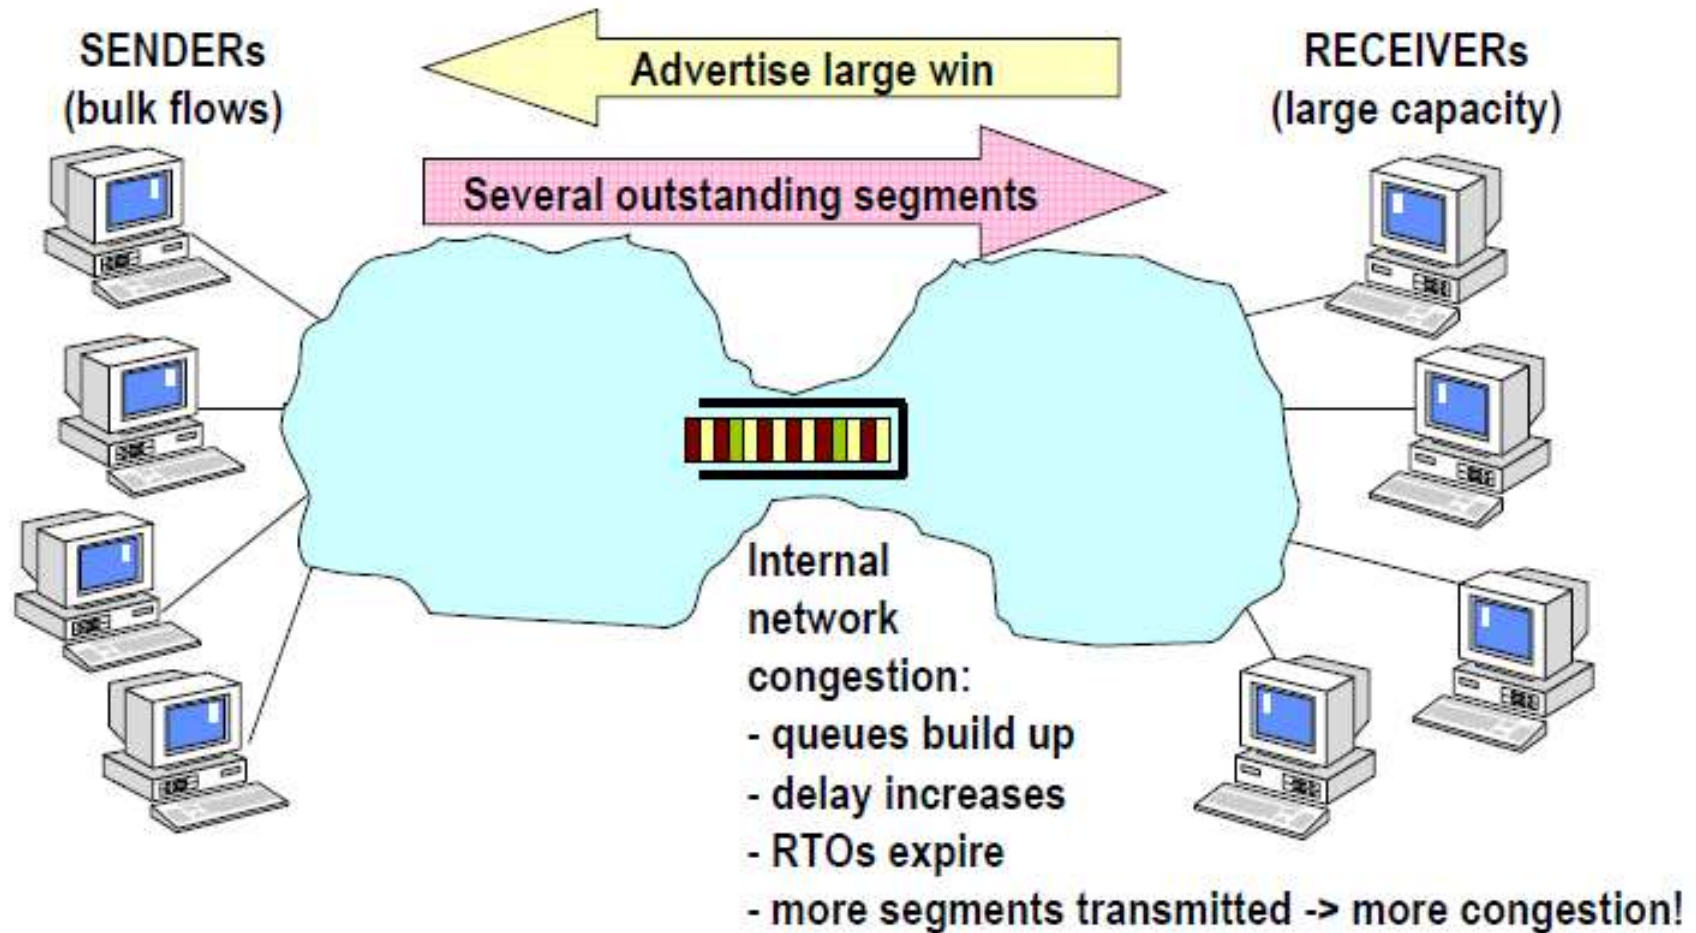 SENDERs
(bulk flows)
Advertise large win
RECEIVERs
(large capacity)
Several outstanding segments
Internal
network
congestion:
- queues build up
- delay increases
- RTOs expire
- more segments transmitted -> more congestion!